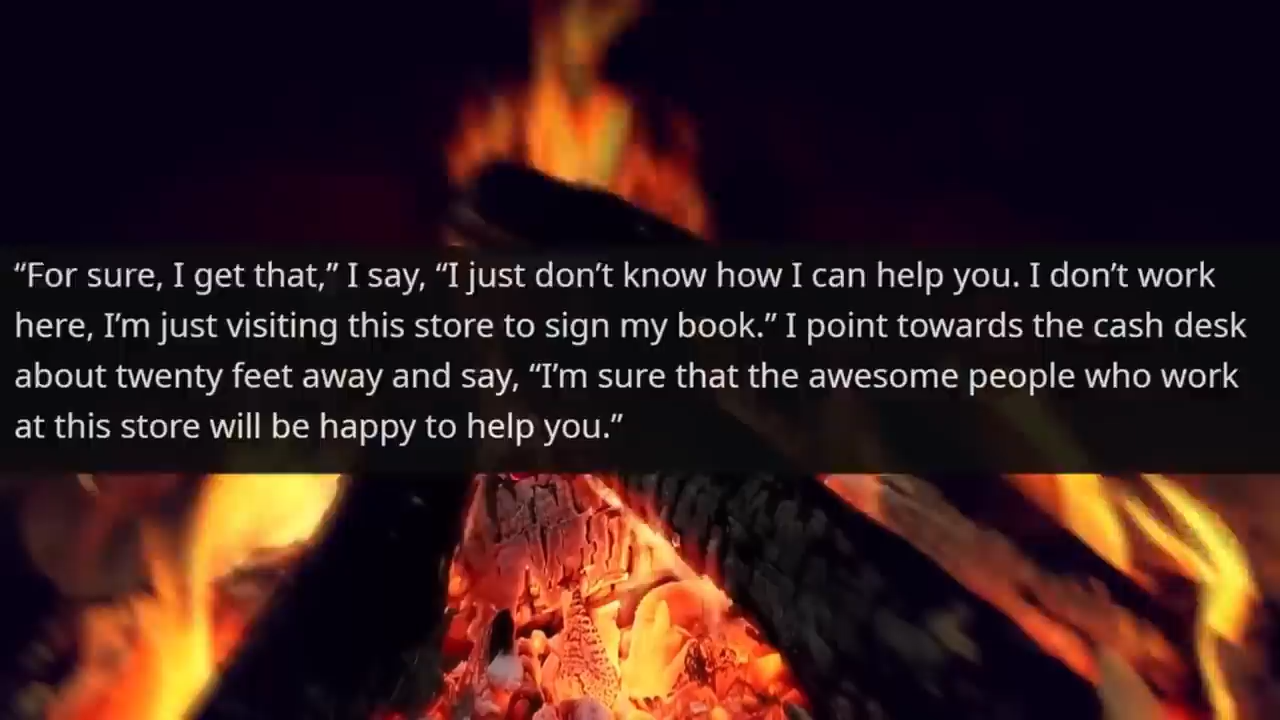 “For sure, I get that,” I say, “I just don’t know how I can help you. I don’t work
here, I’m just visiting this store to sign my book.” I point towards the cash desk
about twenty feet away and say, “I’m sure that the awesome people who work
at this store will be happy to help you.”